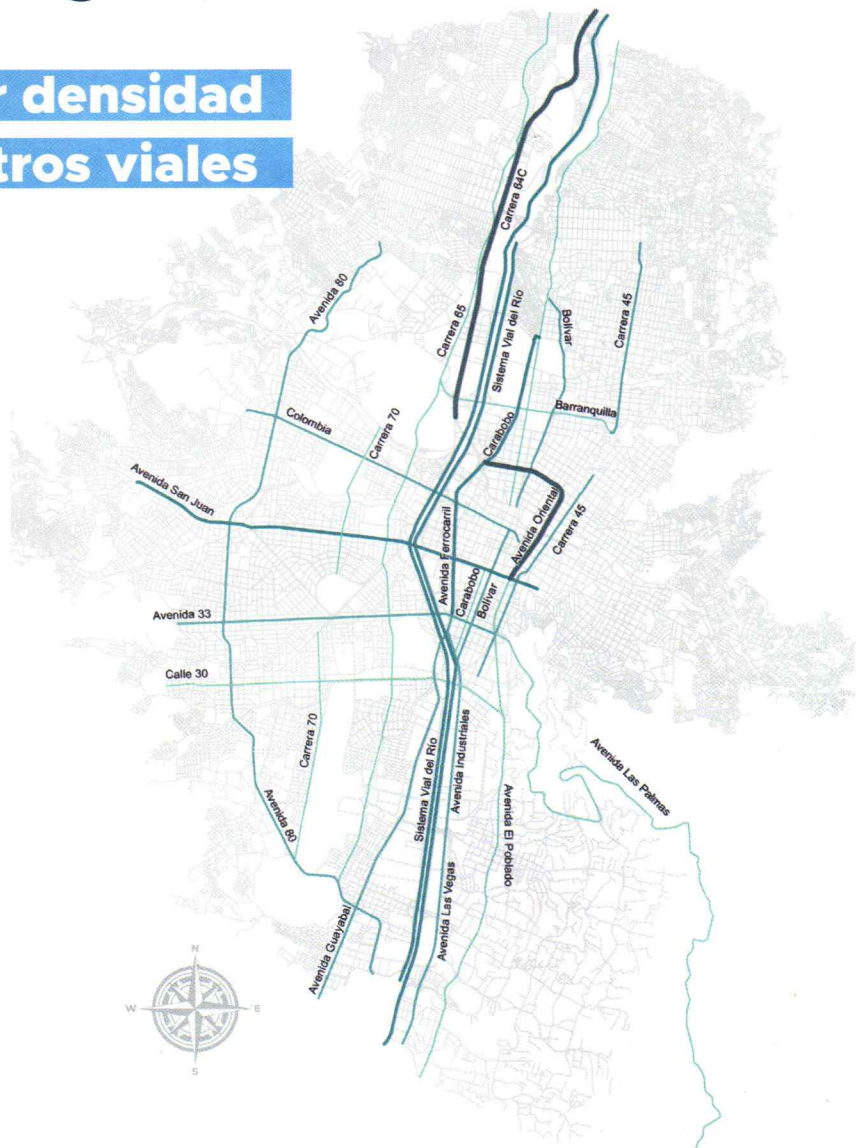 r densidad
tros viales
Carrera 64C
Avenida 80
Carrera 65
Sistema Vial del Río
Bolívar
Carrera 45
Colombia
Carrera 70
Barranquilla
Carabobo
Avenida San Juan
Avenida Oriental
Avenida Ferrocarril
Carrera 45
Carabobo
Bolívar
Avenida 33
Calle 30
Carrera 70
Sistema Vial del Río
Avenida Industriales
Avenida Las Palmas
Avenida El Poblado
Avenida 80
Avenida Las Vegas
Avenida Guayabal
N
W
E
S